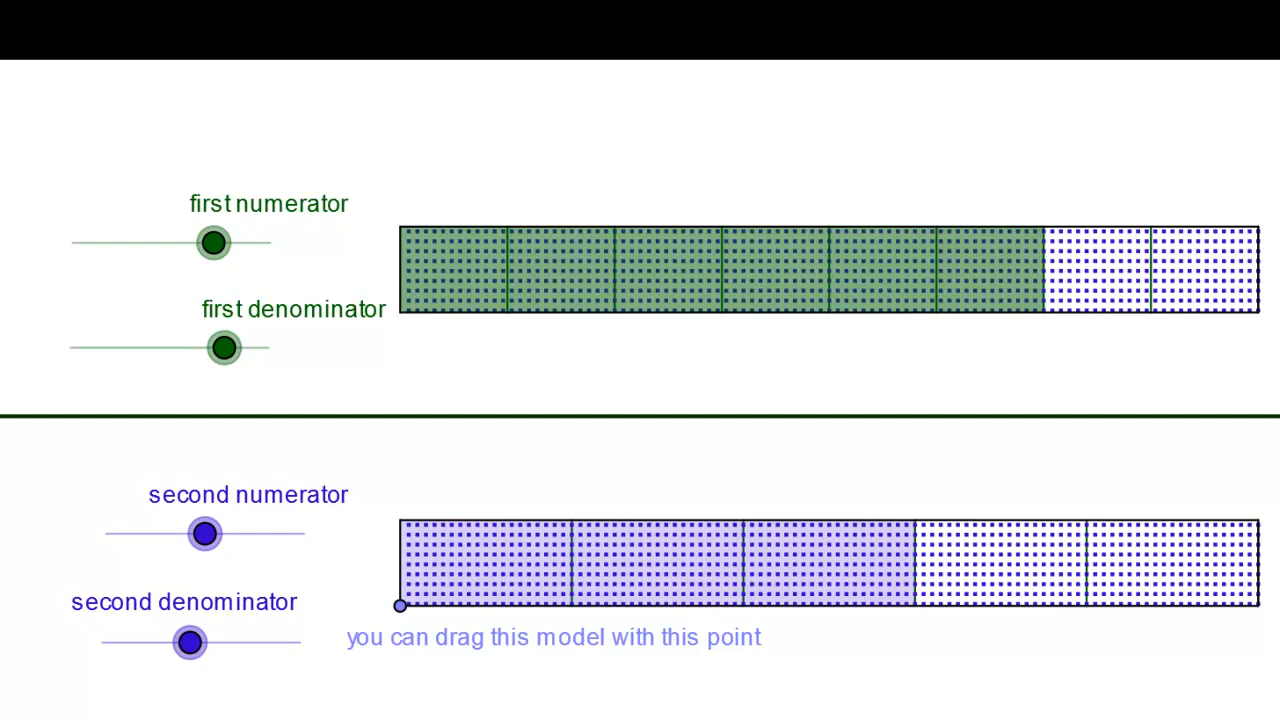 first numerator
first denominator
second numerator
second denominator
you can drag this model with this point